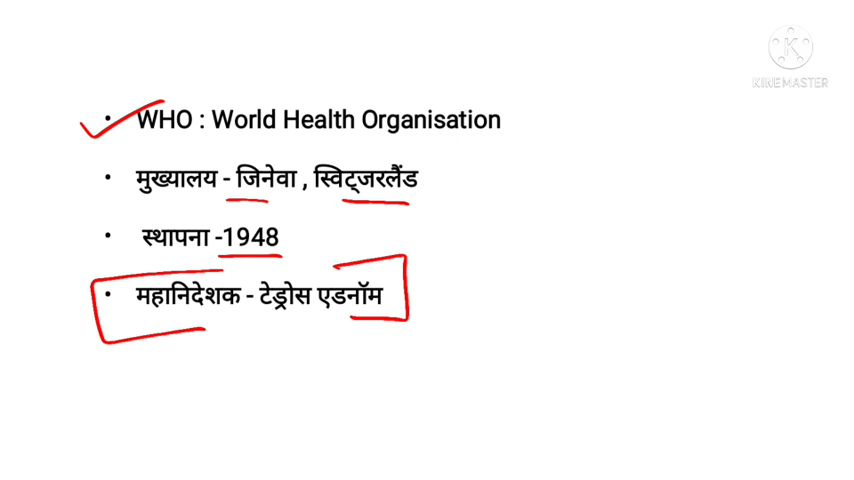 KINEMASTER
• WHO : World Health Organisation
• मुख्यालय - जिनेवा , स्विट्जरलैंड
• स्थापना -1948
• महानिदेशक - टेड्रोस एडनॉम